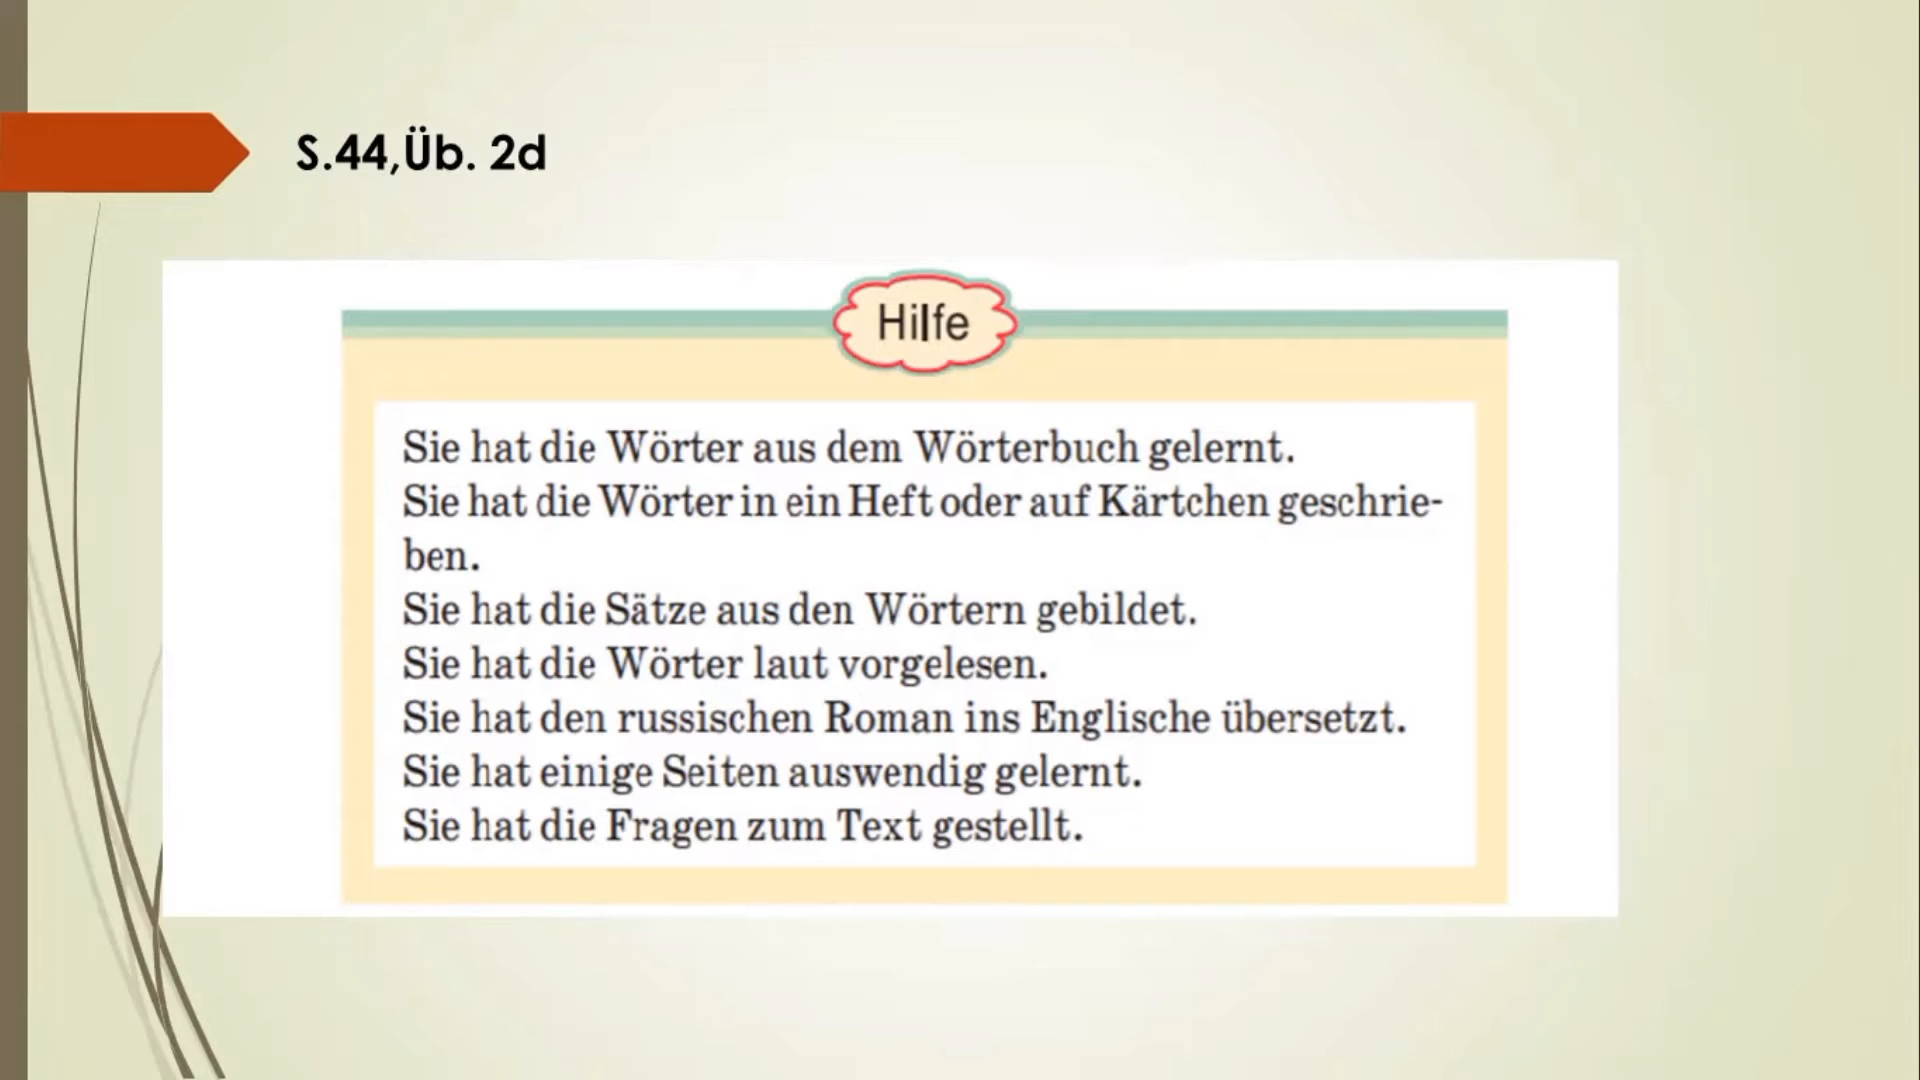 S.44,Üb. 2d
Hilfe
Sie hat die Wörter aus dem Wörterbuch gelernt.
Sie hat die Wörter in ein Heft oder auf Kärtchen geschrie-
ben.
Sie hat die Sätze aus den Wörtern gebildet.
Sie hat die Wörter laut vorgelesen.
Sie hat den russischen Roman ins Englische übersetzt.
Sie hat einige Seiten auswendig gelernt.
Sie hat die Fragen zum Text gestellt.